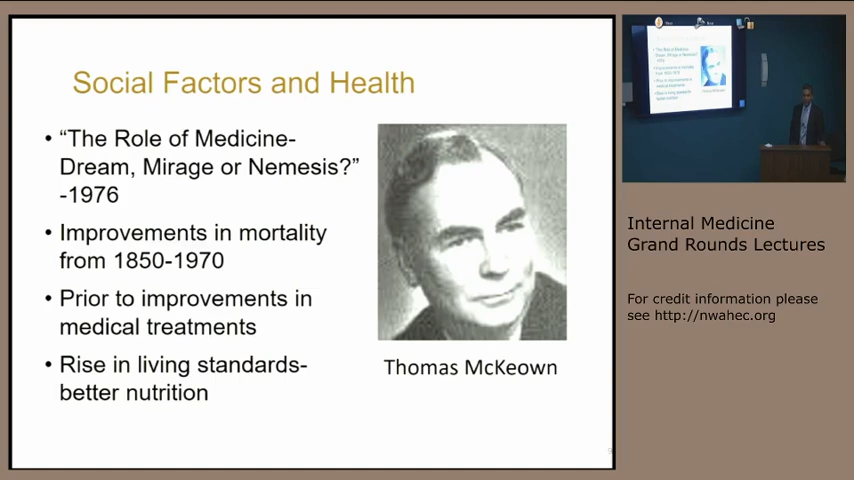 Social Factors and Health
• “The Role of Medicine-
Dream, Mirage or Nemesis?”
-1976
• Improvements in mortality
from 1850-1970
• Prior to improvements in
medical treatments
• Rise in living standards-
better nutrition
Thomas McKeown
Internal Medicine
Grand Rounds Lectures
For credit information please
see http://nwahec.org